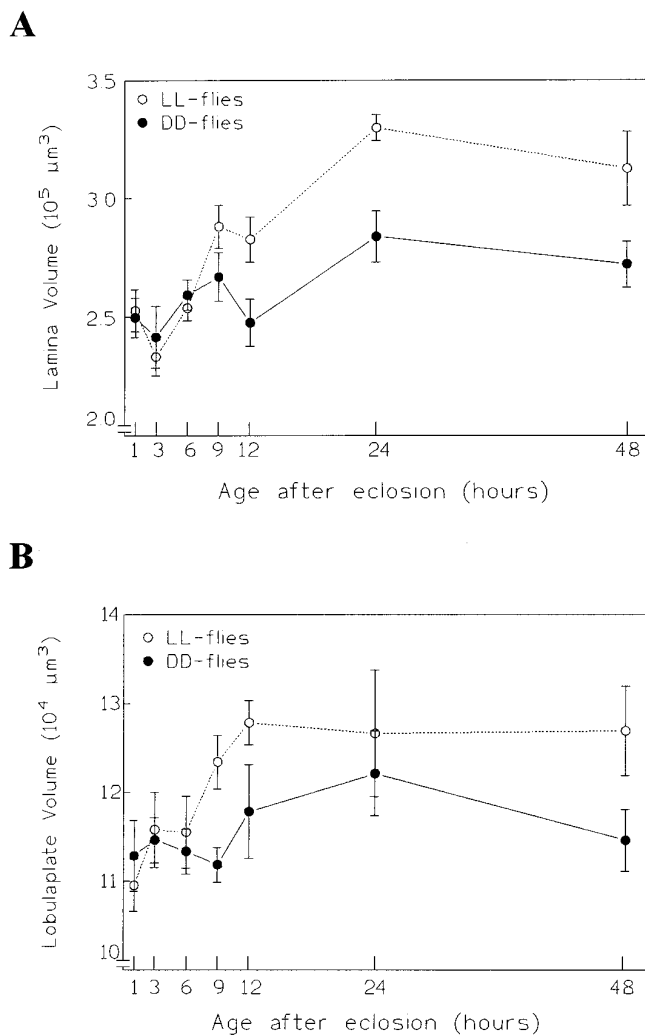 A
3.5
LL-flies
DD-flies
3.0
2.5
2.0
Lamina Volume (10⁵ μm³)
1 3 6 9 12 24 48
Age after eclosion (hours)
B
14
LL-flies
DD-flies
13
12
11
10
Lobulaplate Volume (10⁴ μm³)
1 3 6 9 12 24 48
Age after eclosion (hours)